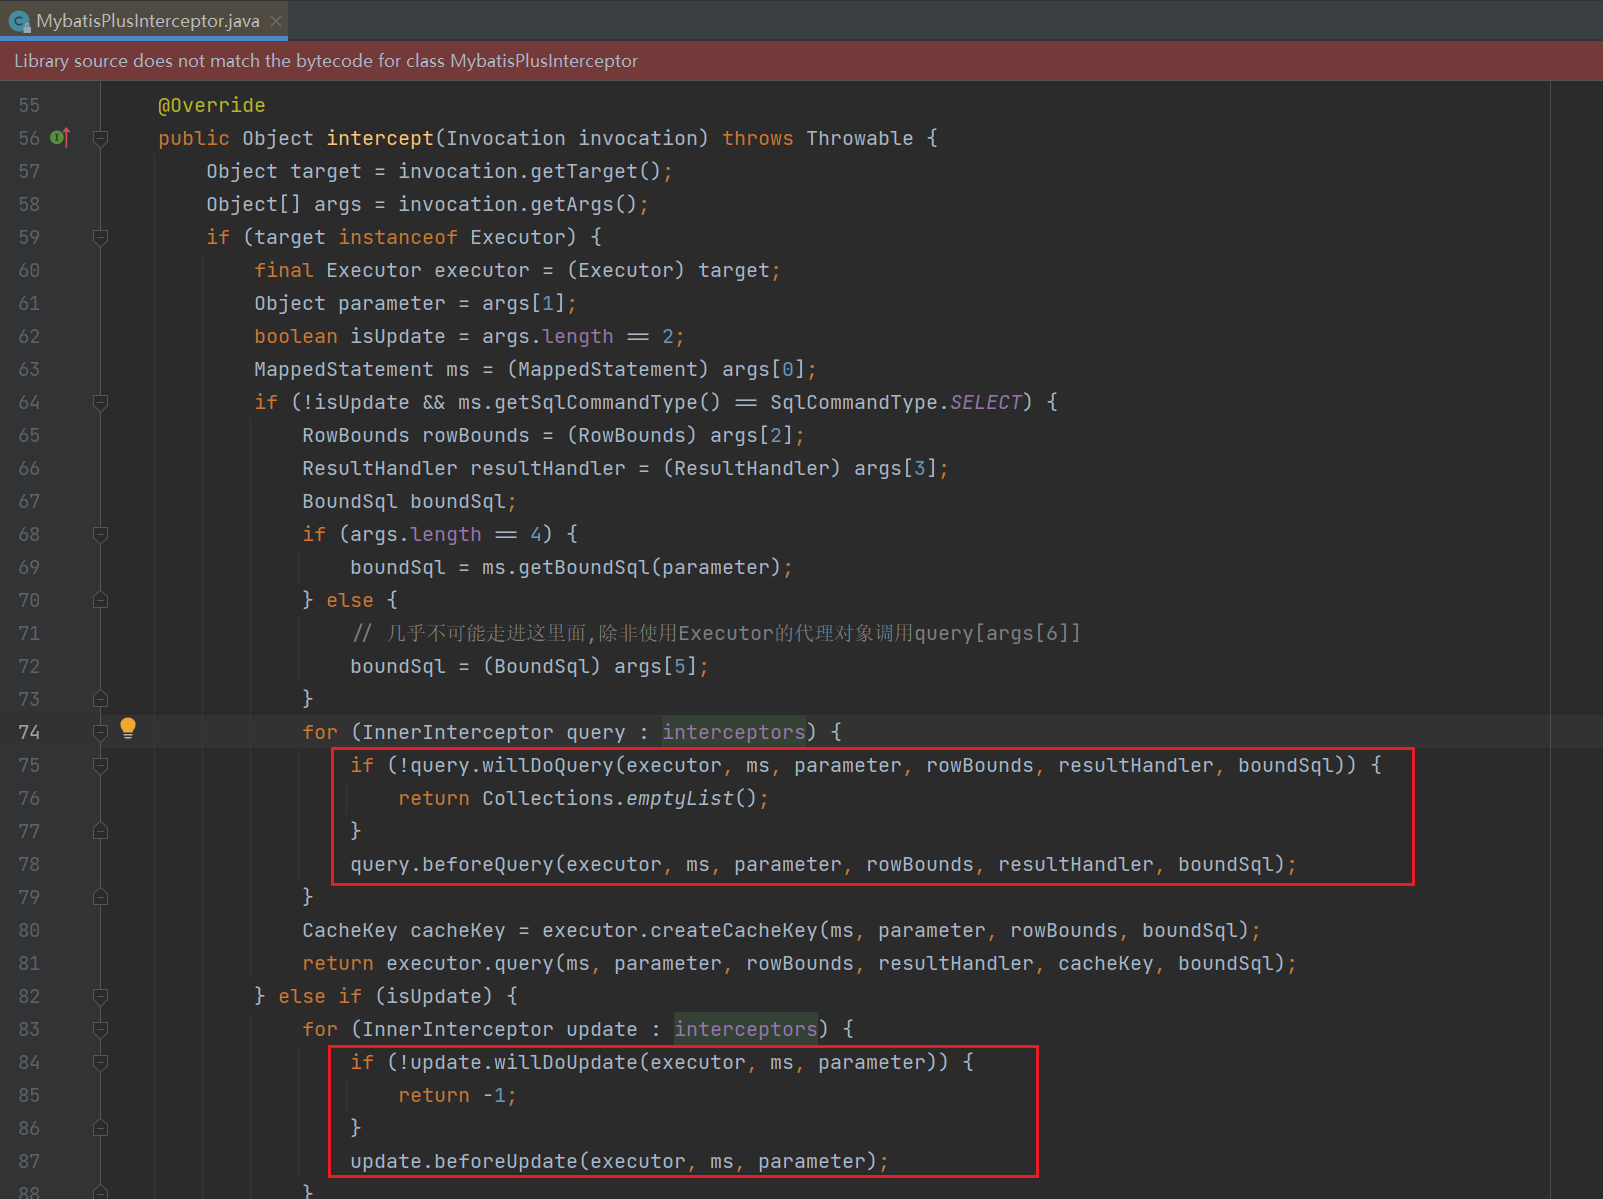 MybatisPlusInterceptor.java
Library source does not match the bytecode for class MybatisPlusInterceptor
55 @Override
56 public Object intercept(Invocation invocation) throws Throwable {
57 Object target = invocation.getTarget();
58 Object[] args = invocation.getArgs();
59 if (target instanceof Executor) {
60 final Executor executor = (Executor) target;
61 Object parameter = args[1];
62 boolean isUpdate = args.length == 2;
63 MappedStatement ms = (MappedStatement) args[0];
64 if (!isUpdate && ms.getSqlCommandType() == SqlCommandType.SELECT) {
65 RowBounds rowBounds = (RowBounds) args[2];
66 ResultHandler resultHandler = (ResultHandler) args[3];
67 BoundSql boundSql;
68 if (args.length == 4) {
69 boundSql = ms.getBoundSql(parameter);
70 } else {
71 // 几乎不可能走进这里面,除非使用Executor的代理对象调用query[args[6]]
72 boundSql = (BoundSql) args[5];
73 }
74 for (InnerInterceptor query : interceptors) {
75 if (!query.willDoQuery(executor, ms, parameter, rowBounds, resultHandler, boundSql)) {
76 return Collections.emptyList();
77 }
78 query.beforeQuery(executor, ms, parameter, rowBounds, resultHandler, boundSql);
79 }
80 CacheKey cacheKey = executor.createCacheKey(ms, parameter, rowBounds, boundSql);
81 return executor.query(ms, parameter, rowBounds, resultHandler, cacheKey, boundSql);
82 } else if (isUpdate) {
83 for (InnerInterceptor update : interceptors) {
84 if (!update.willDoUpdate(executor, ms, parameter)) {
85 return -1;
86 }
87 update.beforeUpdate(executor, ms, parameter);
88 }